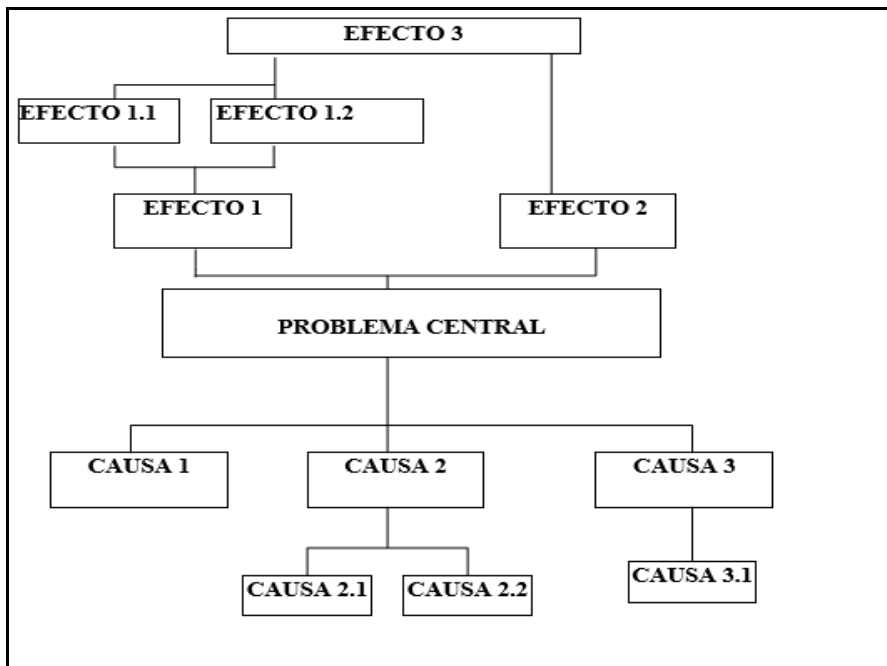 EFECTO 3
EFECTO 1.1
EFECTO 1.2
EFECTO 1
EFECTO 2
PROBLEMA CENTRAL
CAUSA 1
CAUSA 2
CAUSA 3
CAUSA 2.1
CAUSA 2.2
CAUSA 3.1